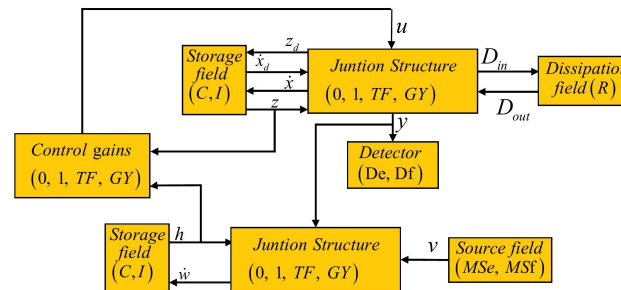 u
Storage
field
(C, I)
z_d
ẋ_d
ẋ
z
Juntion Structure
(0, 1, TF, GY)
D_in
D_out
Dissipation
field (R)
y
Detector
(De, Df)
Control gains
(0, 1, TF, GY)
Storage
field
(C, I)
h
ẇ
Juntion Structure
(0, 1, TF, GY)
v
Source field
(MSe, MSf)